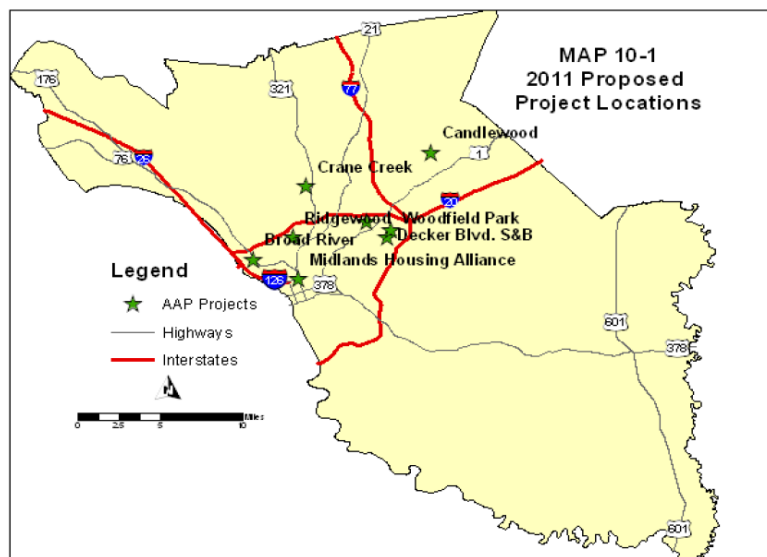 MAP 10-1
2011 Proposed
Project Locations
21
176
321
77
Candlewood
1
76
26
Crane Creek
20
Ridgewood Woodfield Park
Broad River Decker Blvd. S&B
Midlands Housing Alliance
126
378
601
378
601
Legend
AAP Projects
Highways
Interstates
N
Miles
0 2.5 5 10